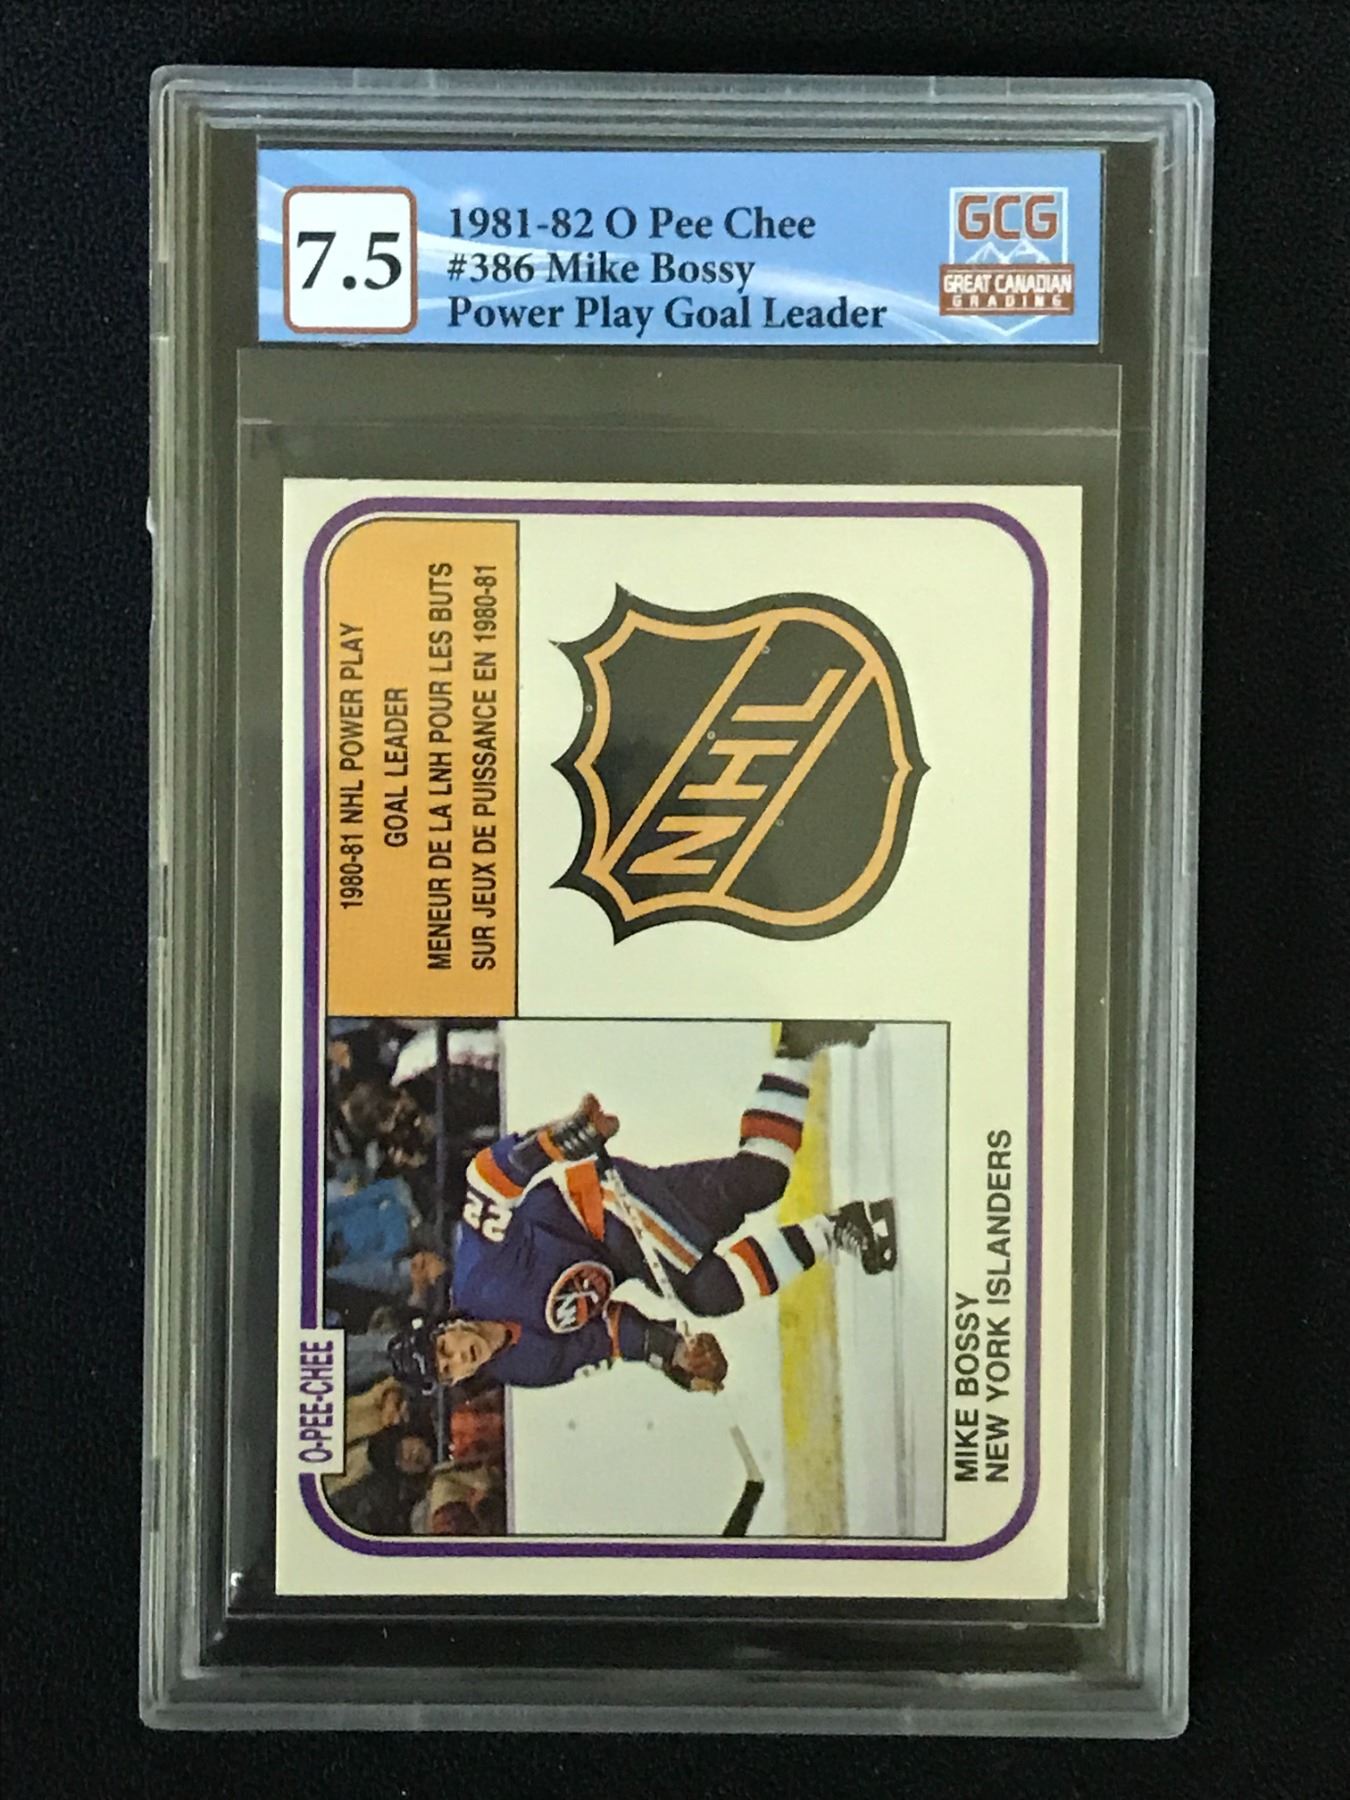 7.5
1981-82 O Pee Chee
#386 Mike Bossy
Power Play Goal Leader
GCG
GREAT CANADIAN
GRADING
O-PEE-CHEE
1980-81 NHL POWER PLAY
GOAL LEADER
MENEUR DE LA LNH POUR LES BUTS
SUR JEUX DE PUISSANCE EN 1980-81
NHL
22
NY
MIKE BOSSY
NEW YORK ISLANDERS